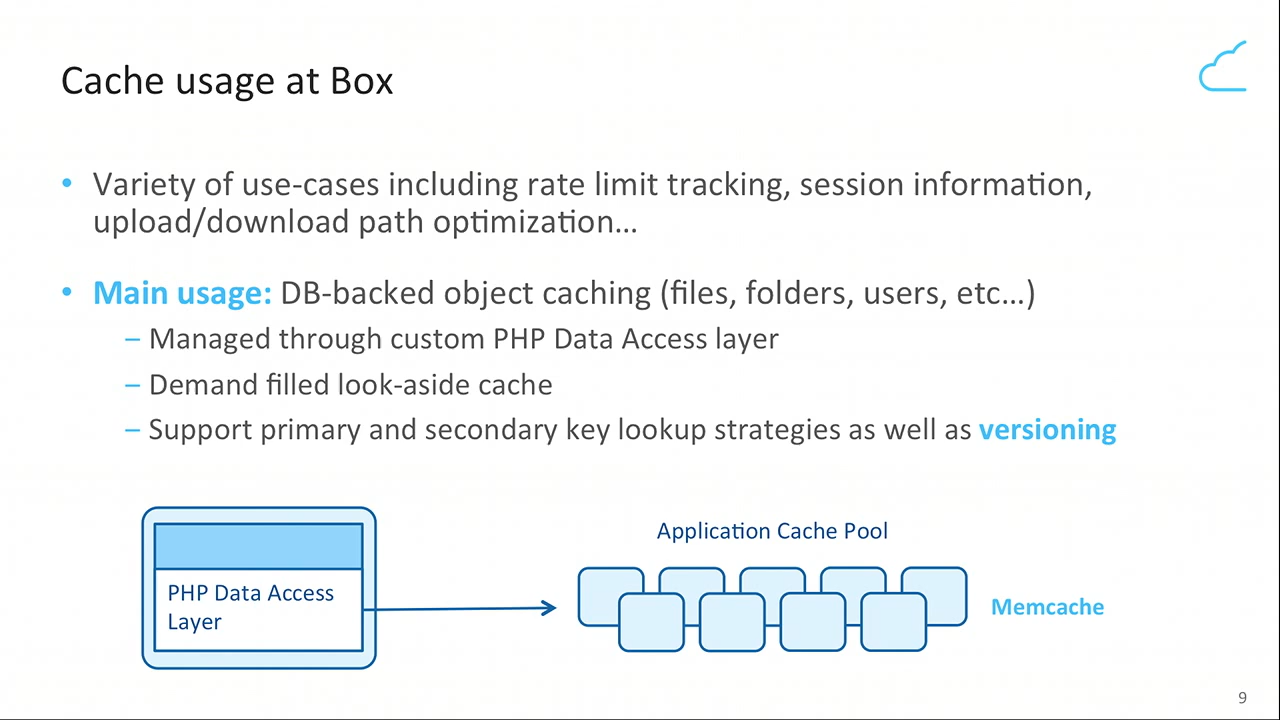 Cache usage at Box
• Variety of use-cases including rate limit tracking, session information,
upload/download path optimization…
• Main usage: DB-backed object caching (files, folders, users, etc…)
– Managed through custom PHP Data Access layer
– Demand filled look-aside cache
– Support primary and secondary key lookup strategies as well as versioning
Application Cache Pool
PHP Data Access
Layer
Memcache
9